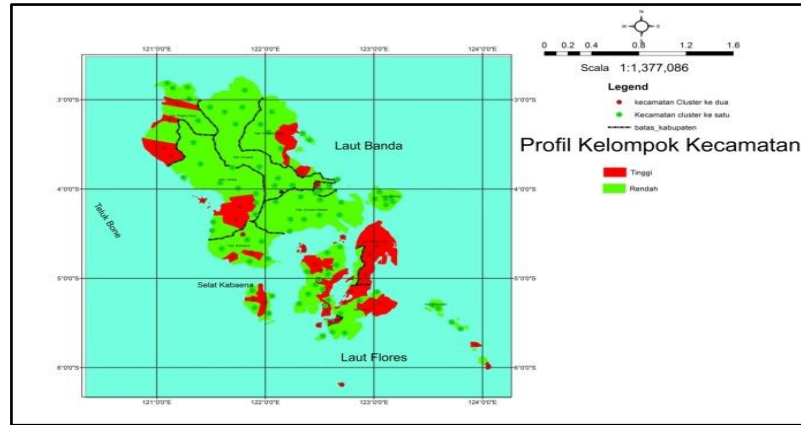 N
0 0.2 0.4 0.8 1.2 1.6
Scala 1:1,377,086
Legend
kecamatan Cluster ke dua
Kecamatan cluster ke satu
batas_kabupaten
Profil Kelompok Kecamatan
Tinggi
Rendah
121°0'0"E 122°0'0"E 123°0'0"E 124°0'0"E
3°0'0"S 3°0'0"S
Laut Banda
4°0'0"S 4°0'0"S
Teluk Bone
5°0'0"S 5°0'0"S
Selat Kabaena
Laut Flores
6°0'0"S 6°0'0"S
121°0'0"E 122°0'0"E 123°0'0"E 124°0'0"E